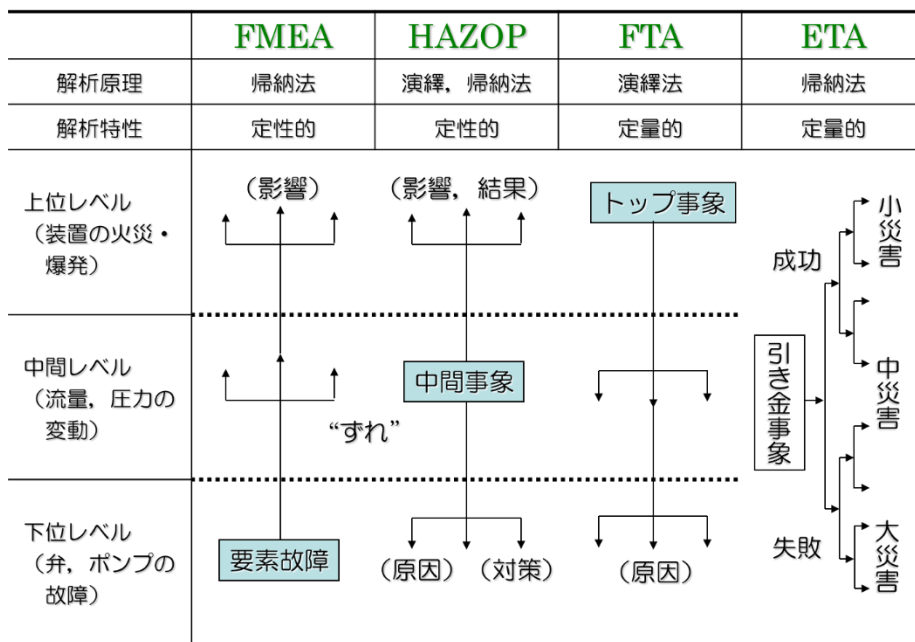 FMEA HAZOP FTA ETA
解析原理 帰納法 演繹，帰納法 演繹法 帰納法
解析特性 定性的 定性的 定量的 定量的
上位レベル
（装置の火災・
爆発）
（影響）
（影響，結果）
トップ事象
成功
小災害
中間レベル
（流量，圧力の
変動）
“ずれ”
中間事象
引き金事象
中災害
下位レベル
（弁，ポンプの
故障）
要素故障
（原因）
（対策）
（原因）
失敗
大災害